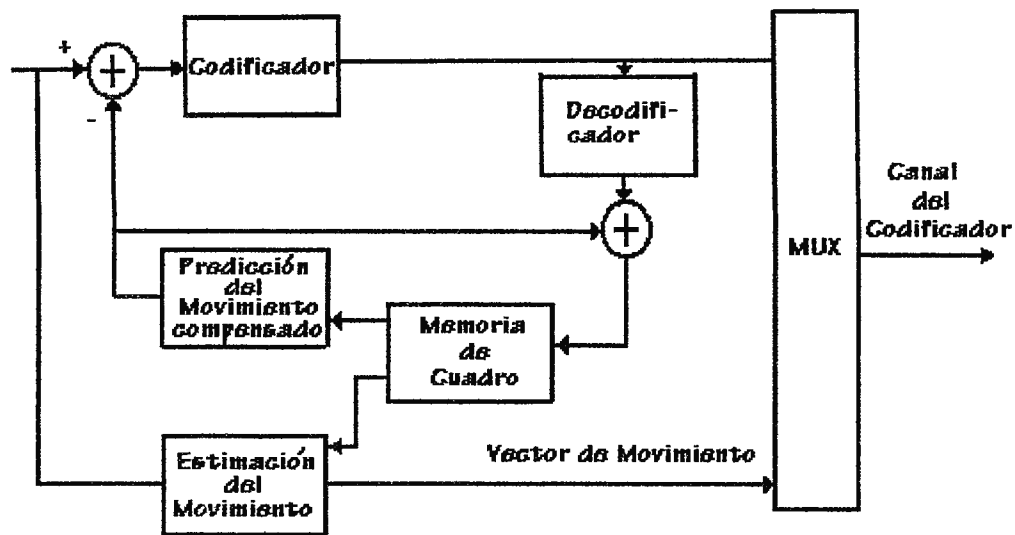 +
Codificador
-
Decodifi-
cador
Canal
del
Codificador
MUX
Predicción
del
Movimiento
compensado
Memoria
de
Cuadro
Vector de Movimiento
Estimación
del
Movimiento